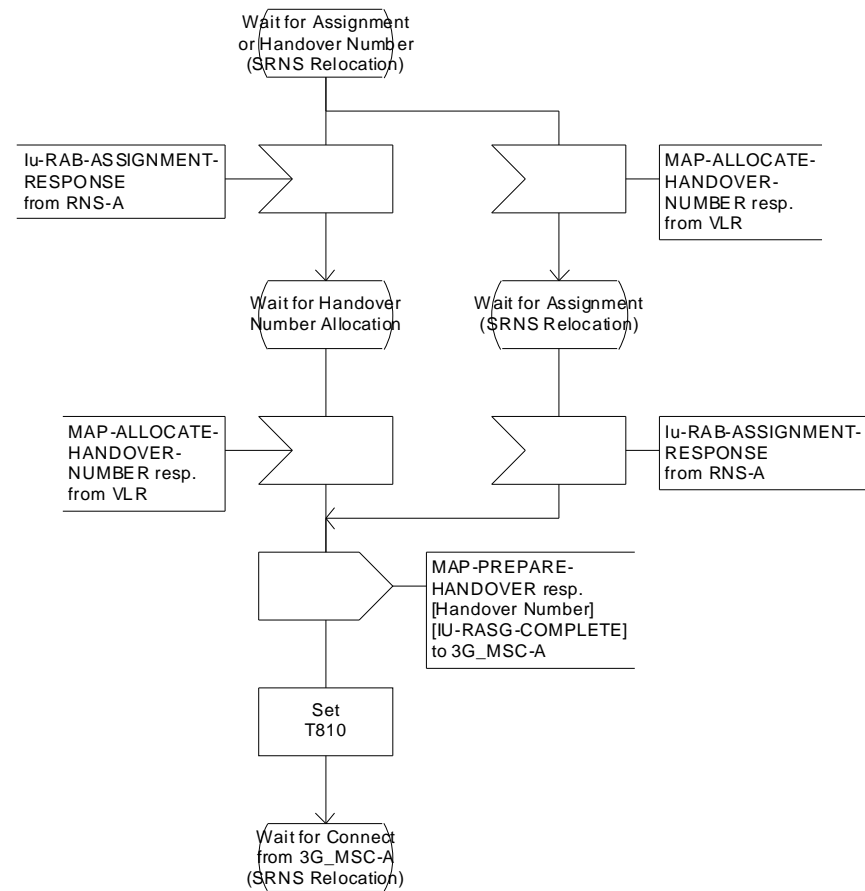 Wait for Assignment
or Handover Number
(SRNS Relocation)
Iu-RAB-ASSIGNMENT-
RESPONSE
from RNS-A
MAP-ALLOCATE-
HANDOVER-
NUMBER resp.
from VLR
Wait for Handover
Number Allocation
Wait for Assignment
(SRNS Relocation)
MAP-ALLOCATE-
HANDOVER-
NUMBER resp.
from VLR
Iu-RAB-ASSIGNMENT-
RESPONSE
from RNS-A
MAP-PREPARE-
HANDOVER resp.
[Handover Number]
[IU-RASG-COMPLETE]
to 3G_MSC-A
Set
T810
Wait for Connect
from 3G_MSC-A
(SRNS Relocation)